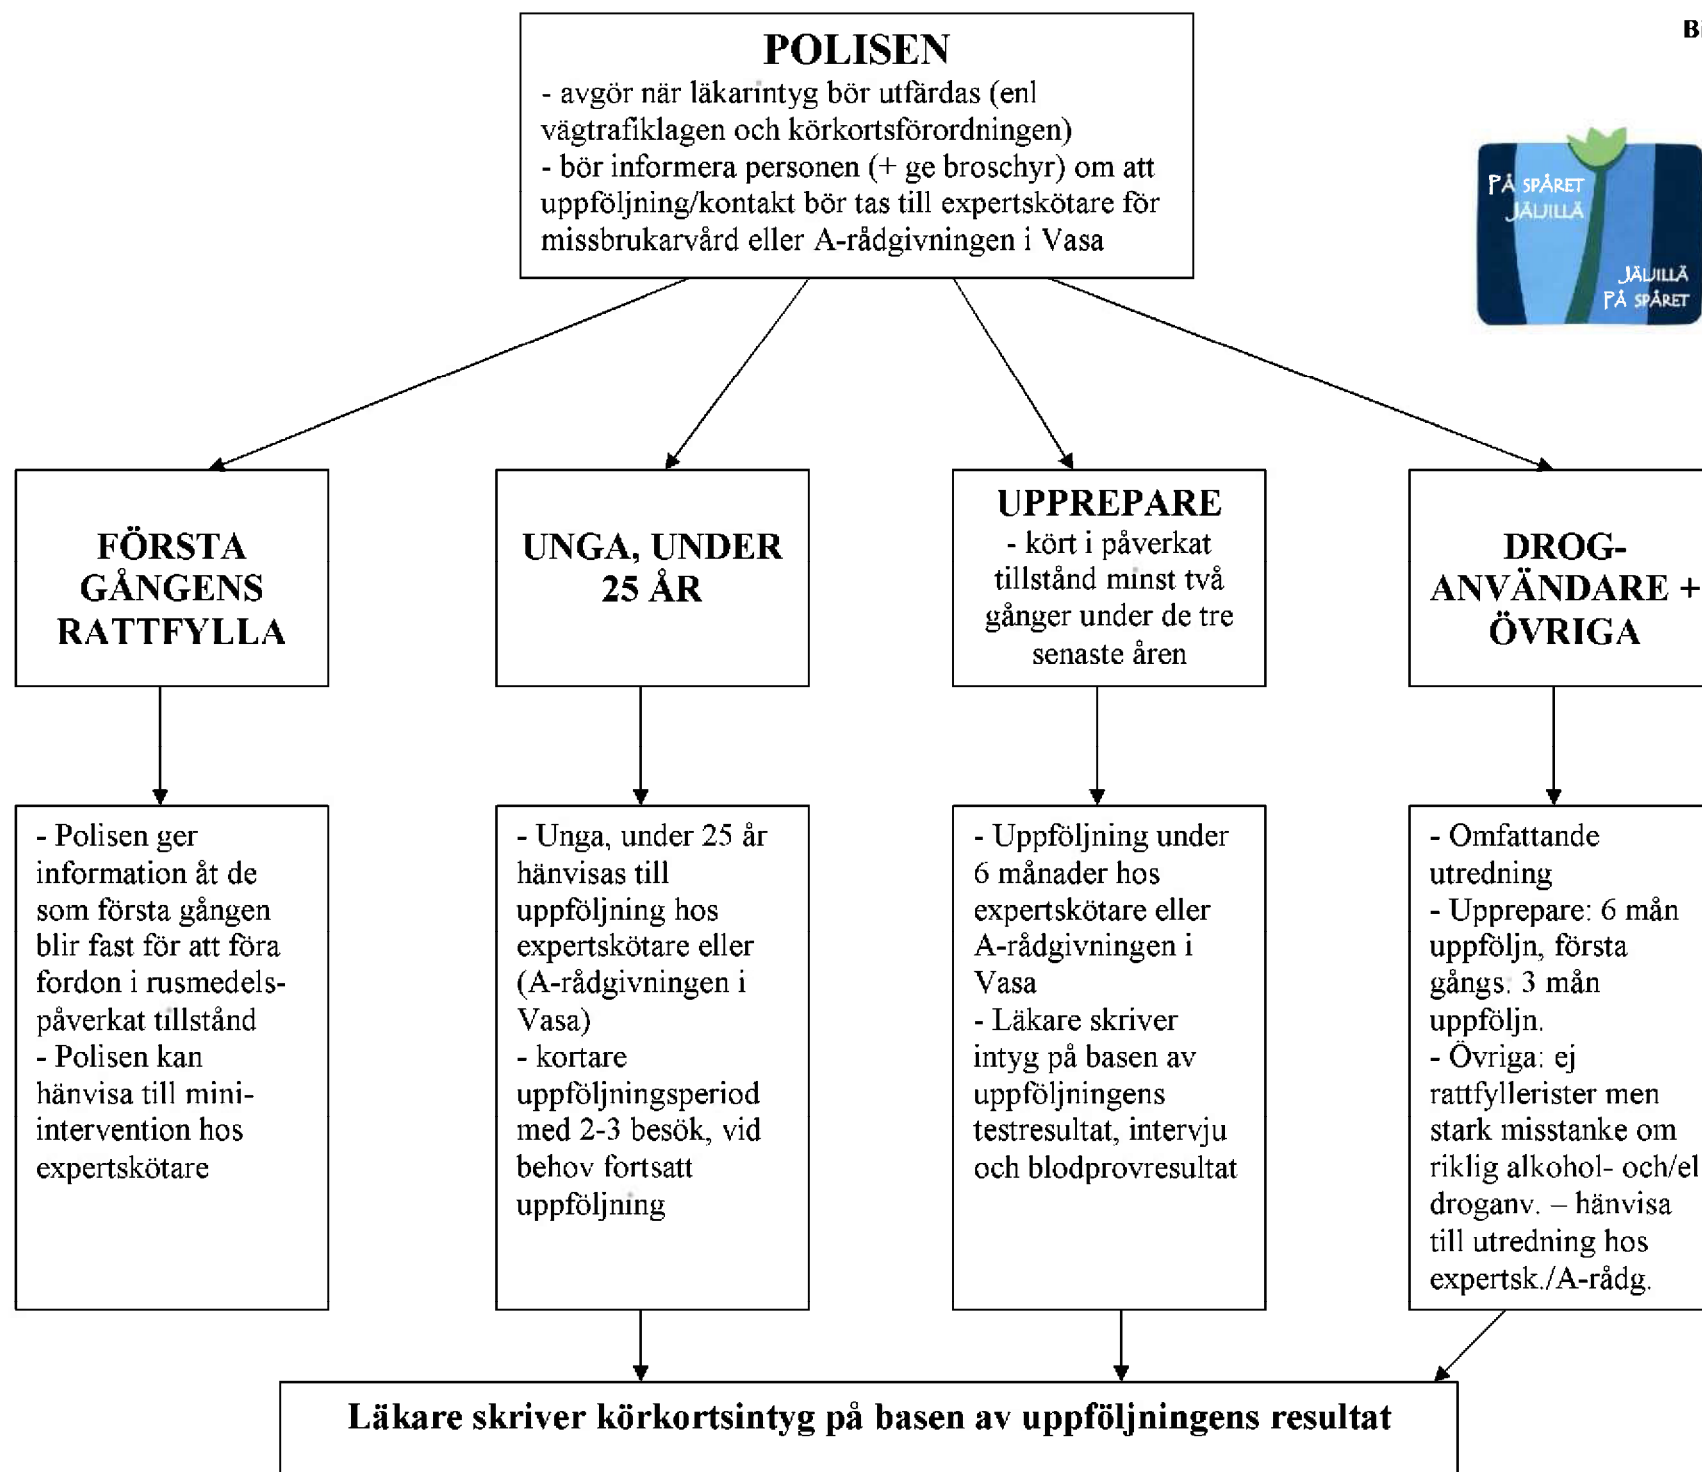 POLISEN
- avgör när läkarintyg bör utfärdas (enl
vägtrafiklagen och körkortsförordningen)
- bör informera personen (+ ge broschyr) om att
uppföljning/kontakt bör tas till expertskötare för
missbrukarvård eller A-rådgivningen i Vasa
PÅ SPÅRET
JÄLJILLÄ
JÄLJILLÄ
PÅ SPÅRET
FÖRSTA
GÅNGENS
RATTFYLLA
UNGA, UNDER
25 ÅR
UPPREPARE
- kört i påverkat
tillstånd minst två
gånger under de tre
senaste åren
DROG-
ANVÄNDARE +
ÖVRIGA
- Polisen ger
information åt de
som första gången
blir fast för att föra
fordon i rusmedels-
påverkat tillstånd
- Polisen kan
hänvisa till mini-
intervention hos
expertskötare
- Unga, under 25 år
hänvisas till
uppföljning hos
expertskötare eller
(A-rådgivningen i
Vasa)
- kortare
uppföljningsperiod
med 2-3 besök, vid
behov fortsatt
uppföljning
- Uppföljning under
6 månader hos
expertskötare eller
A-rådgivningen i
Vasa
- Läkare skriver
intyg på basen av
uppföljningens
testresultat, intervju
och blodprovresultat
- Omfattande
utredning
- Upprepare: 6 mån
uppföljn, första
gångs: 3 mån
uppföljn.
- Övriga: ej
rattfyllerister men
stark misstanke om
riklig alkohol- och/el
droganv. – hänvisa
till utredning hos
expertsk./A-rådg.
Läkare skriver körkortsintyg på basen av uppföljningens resultat